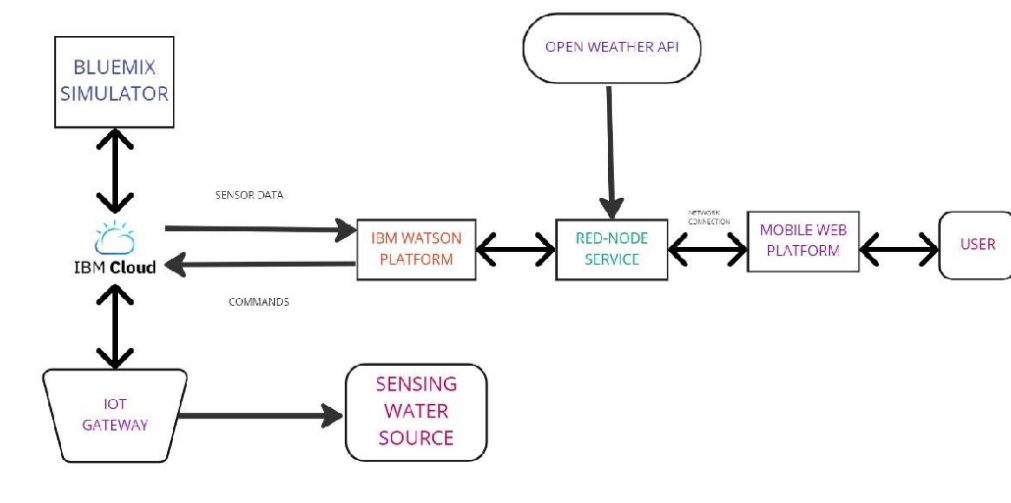 OPEN WEATHER API
BLUEMIX
SIMULATOR
SENSOR DATA
NETWORK
CONNECTION
IBM Cloud
IBM WATSON
PLATFORM
RED-NODE
SERVICE
MOBILE WEB
PLATFORM
USER
COMMANDS
IOT
GATEWAY
SENSING
WATER
SOURCE